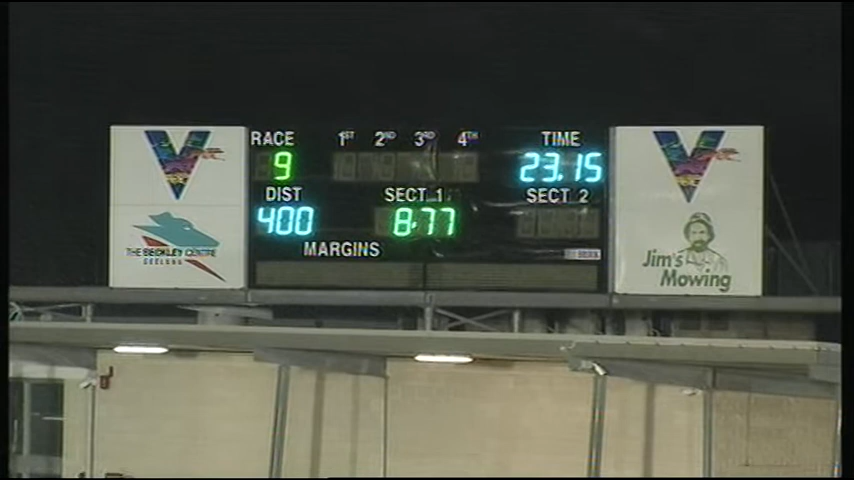 RACE 1ST 2ND 3RD 4TH TIME
9 23.15
DIST SECT 1 SECT 2
400 8.77
MARGINS
THE BECKLEY CENTRE
GEELONG
Jim's
Mowing